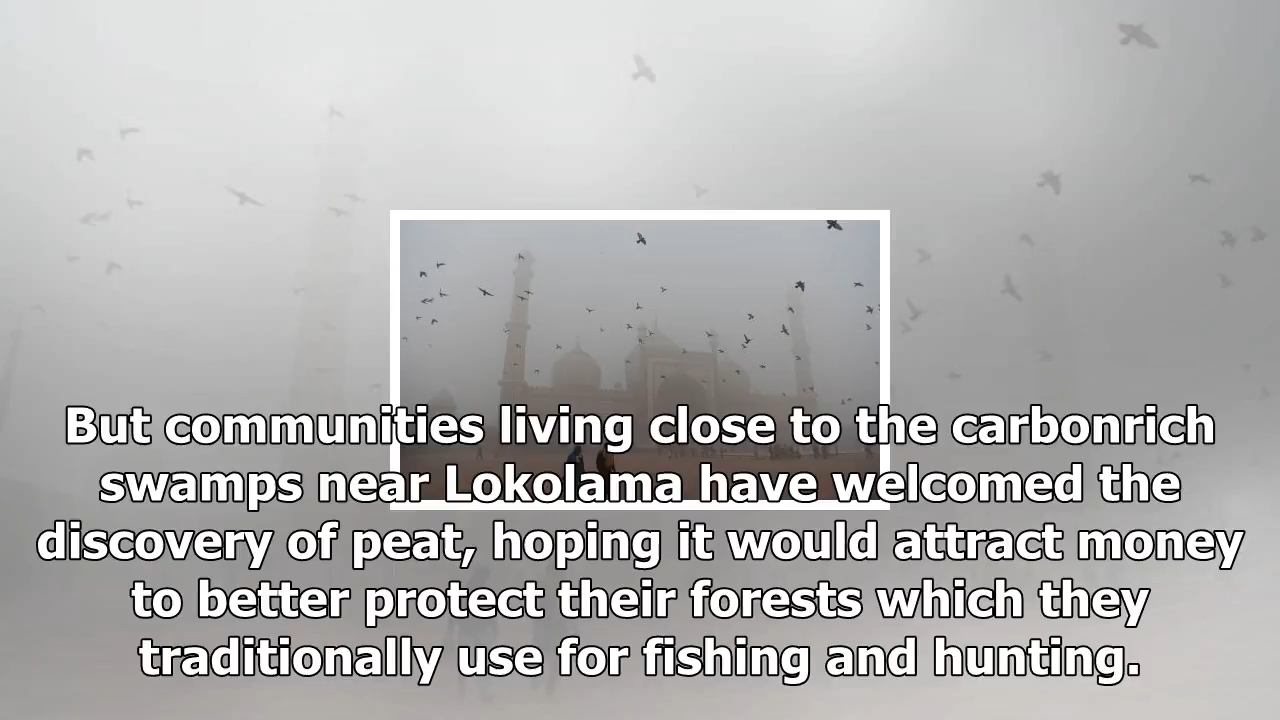 But communities living close to the carbonrich
swamps near Lokolama have welcomed the
discovery of peat, hoping it would attract money
to better protect their forests which they
traditionally use for fishing and hunting.